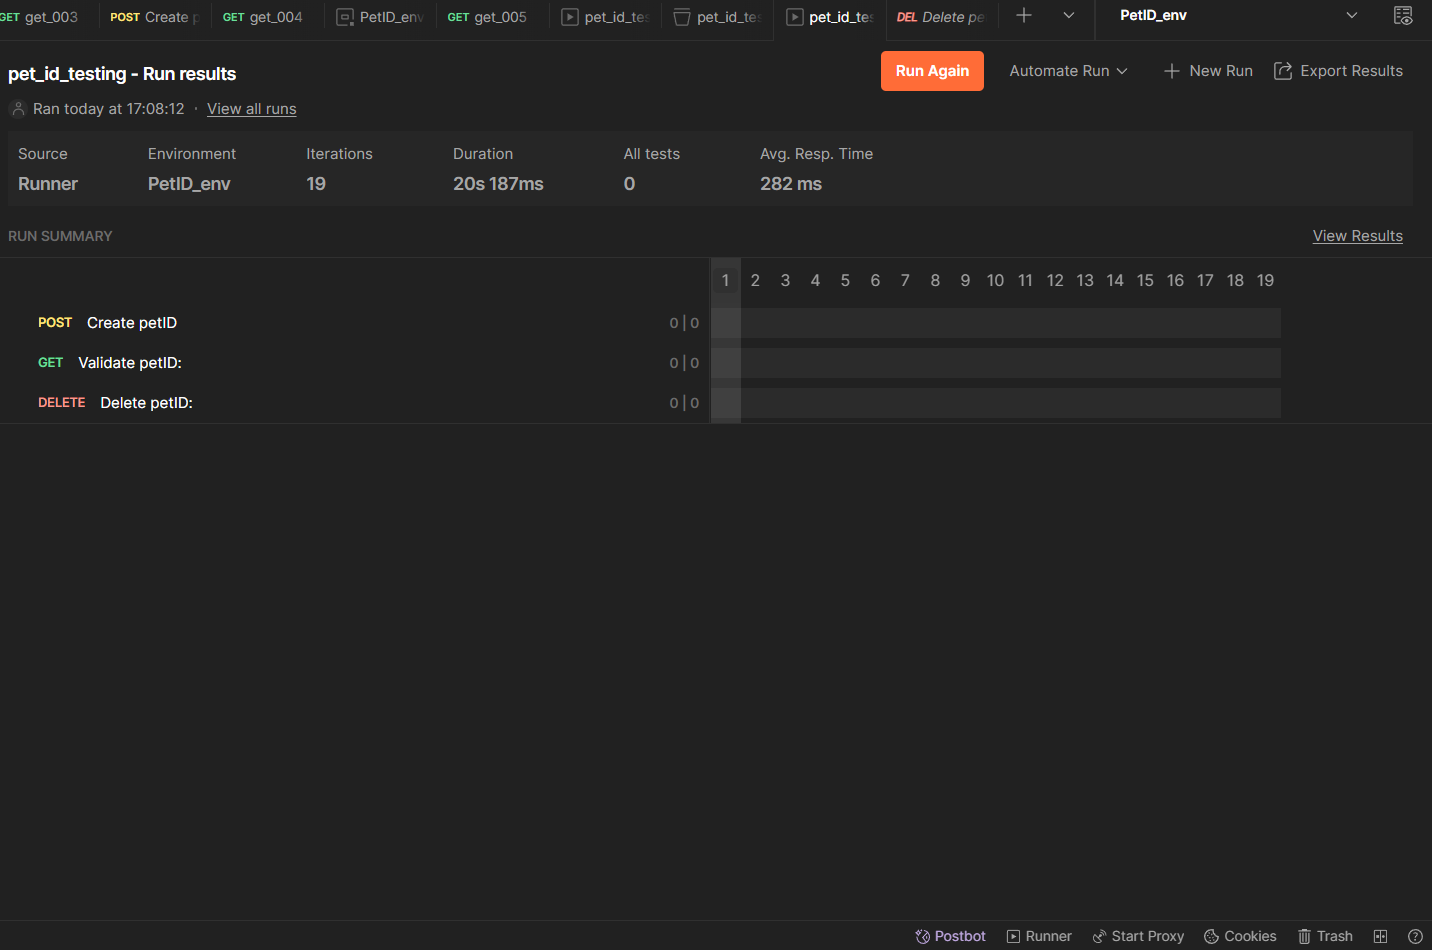 GET get_003 POST Create p GET get_004 PetID_env GET get_005 pet_id_tes pet_id_tes pet_id_tes DEL Delete pe PetID_env
pet_id_testing - Run results Run Again Automate Run New Run Export Results
Ran today at 17:08:12 · View all runs
Source Environment Iterations Duration All tests Avg. Resp. Time
Runner PetID_env 19 20s 187ms 0 282 ms
RUN SUMMARY View Results
1 2 3 4 5 6 7 8 9 10 11 12 13 14 15 16 17 18 19
POST Create petID 0 | 0
GET Validate petID: 0 | 0
DELETE Delete petID: 0 | 0
Postbot Runner Start Proxy Cookies Trash